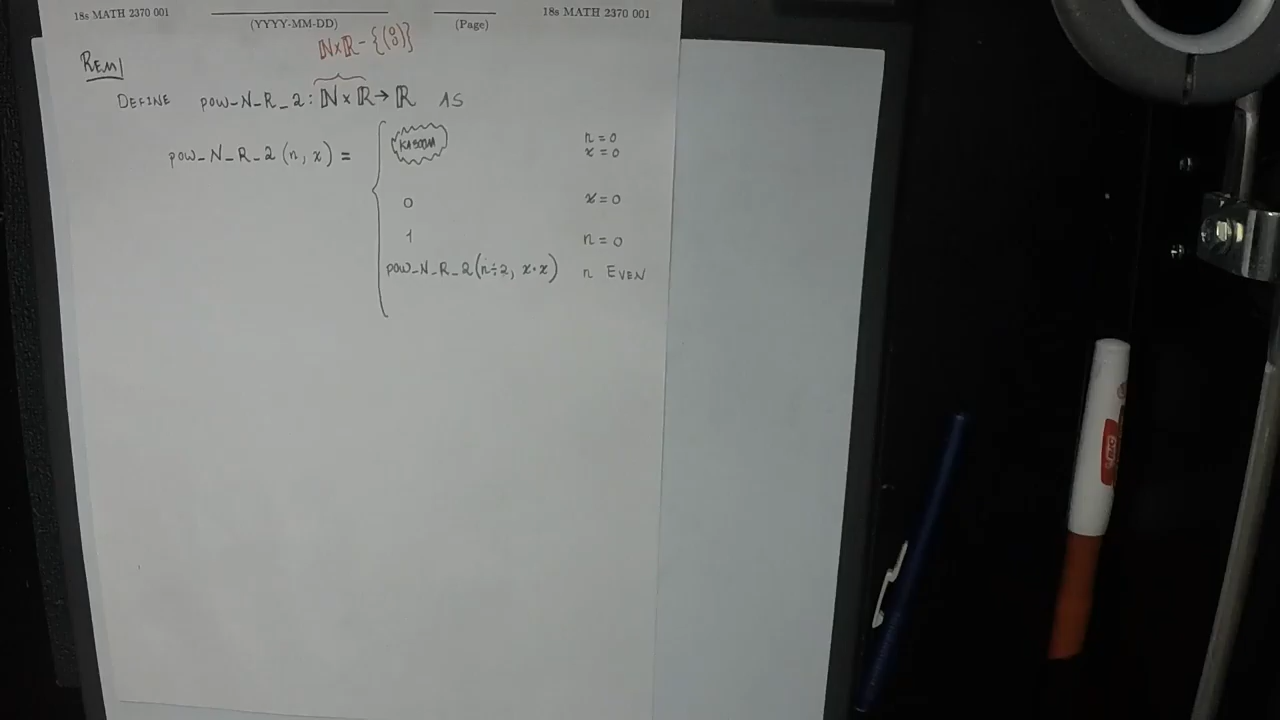 18s MATH 2370 001 (YYYY-MM-DD) (Page) 18s MATH 2370 001
ℕ×ℝ-{(0 0)}
REM
DEFINE pow_N_R_2 : ℕ × ℝ → ℝ AS
pow_N_R_2 (n, x) =
KABOOM n=0 x=0
0 x=0
1 n=0
pow_N_R_2(n÷2, x·x) n EVEN
BIC